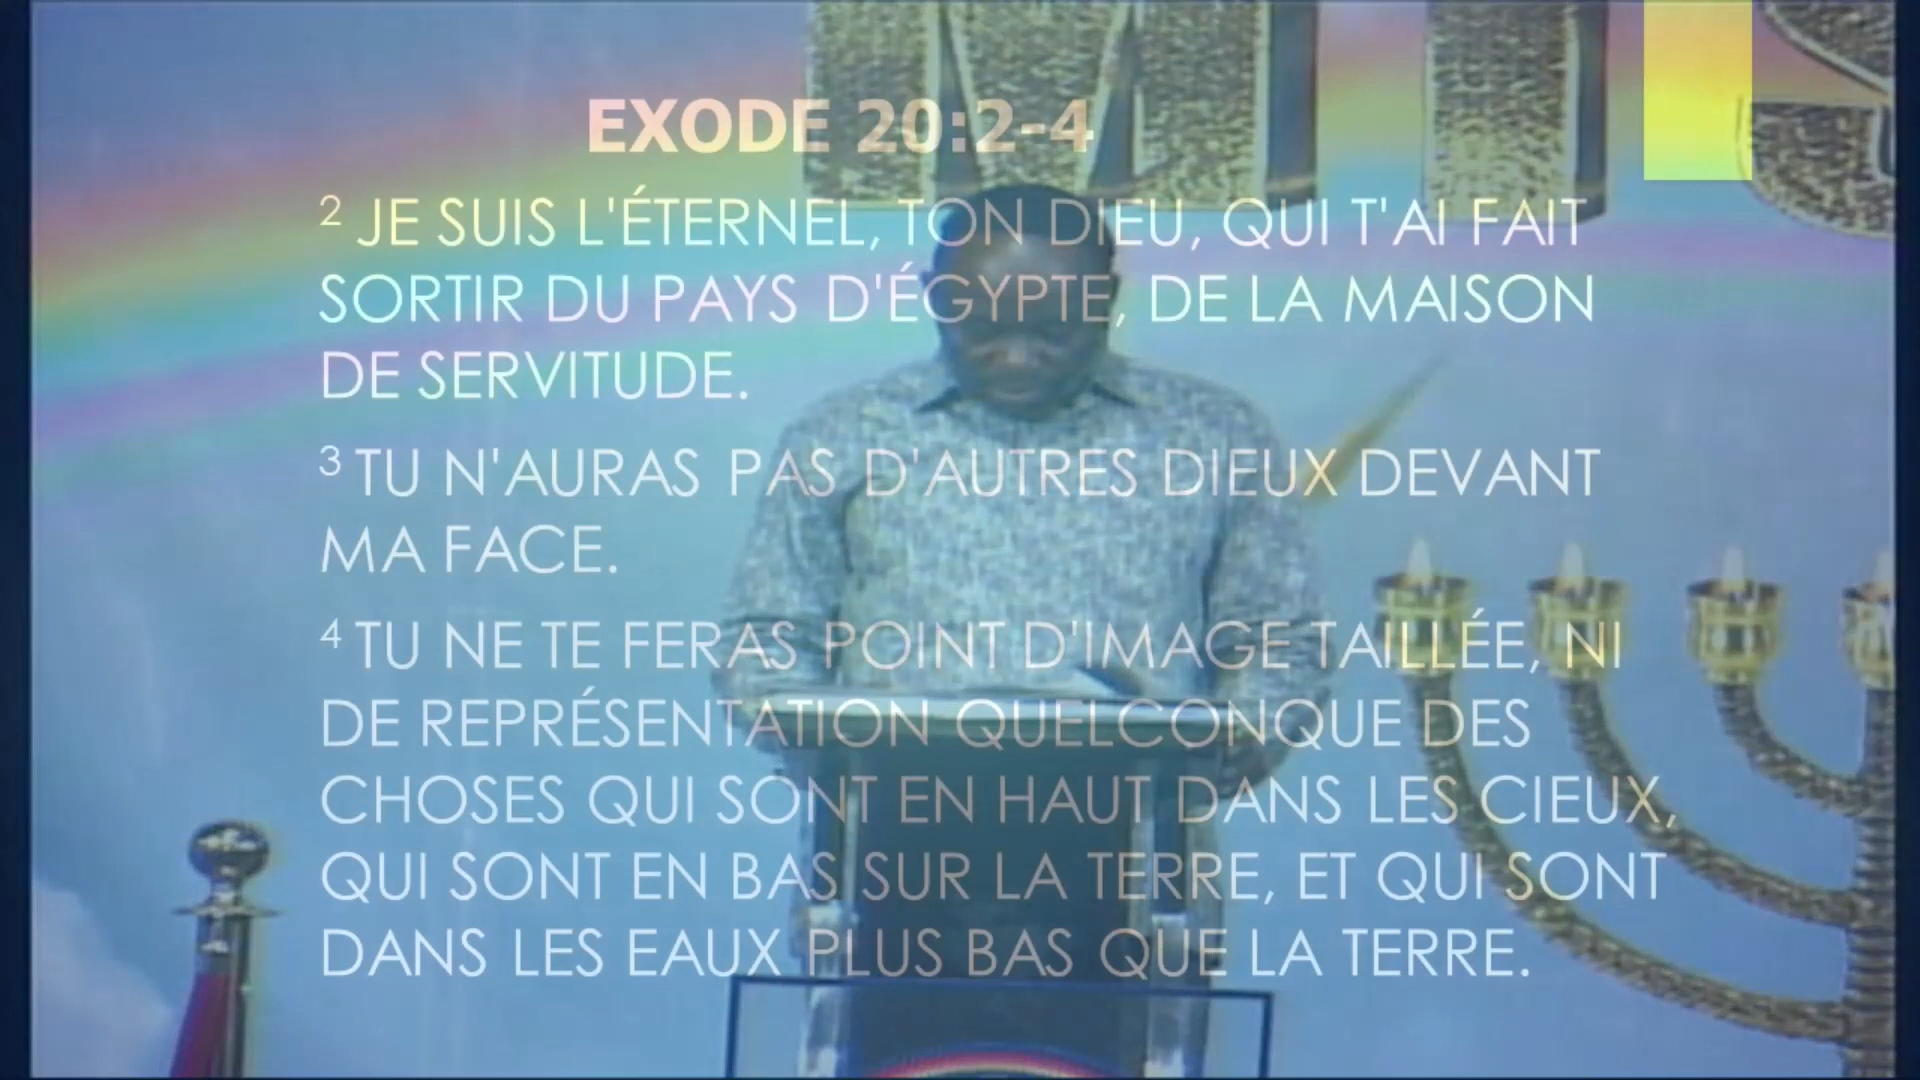 EXODE 20:2-4
2 JE SUIS L'ÉTERNEL, TON DIEU, QUI T'AI FAIT
SORTIR DU PAYS D'ÉGYPTE, DE LA MAISON
DE SERVITUDE.
3 TU N'AURAS PAS D'AUTRES DIEUX DEVANT
MA FACE.
4 TU NE TE FERAS POINT D'IMAGE TAILLÉE, NI
DE REPRÉSENTATION QUELCONQUE DES
CHOSES QUI SONT EN HAUT DANS LES CIEUX,
QUI SONT EN BAS SUR LA TERRE, ET QUI SONT
DANS LES EAUX PLUS BAS QUE LA TERRE.